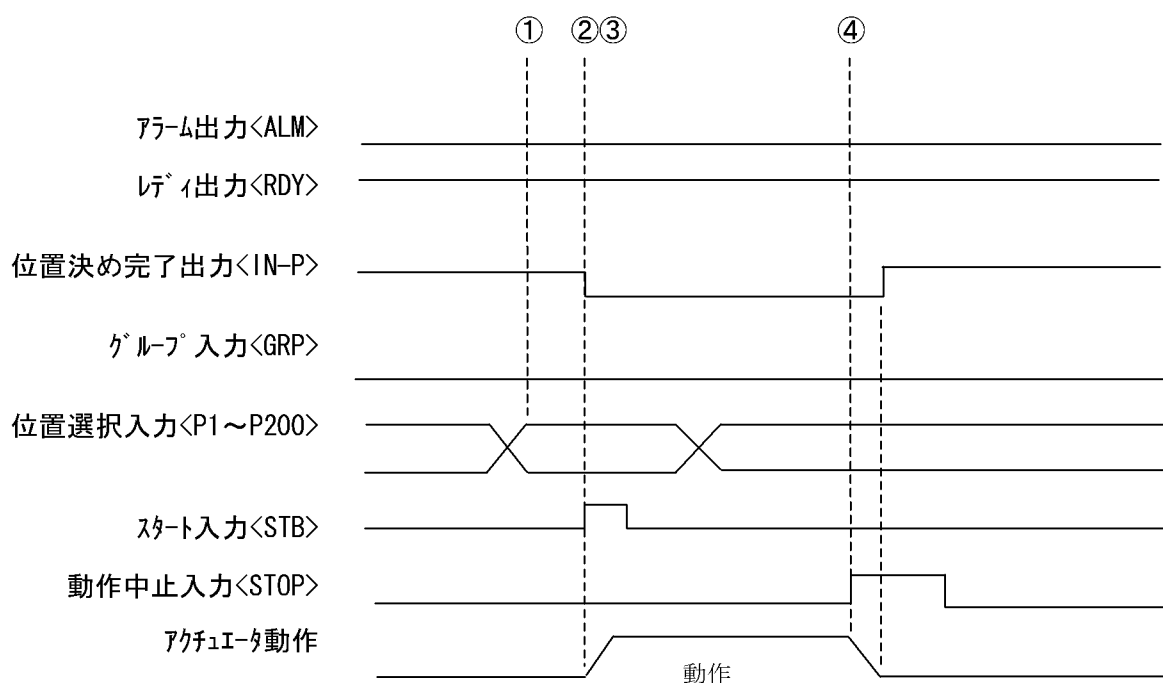 ① ②③ ④
ｱﾗｰﾑ出力<ALM>
ﾚﾃﾞｨ出力<RDY>
位置決め完了出力<IN-P>
ｸﾞﾙｰﾌﾟ入力<GRP>
位置選択入力<P1～P200>
ｽﾀｰﾄ入力<STB>
動作中止入力<STOP>
ｱｸﾁｭｴｰﾀ動作
動作